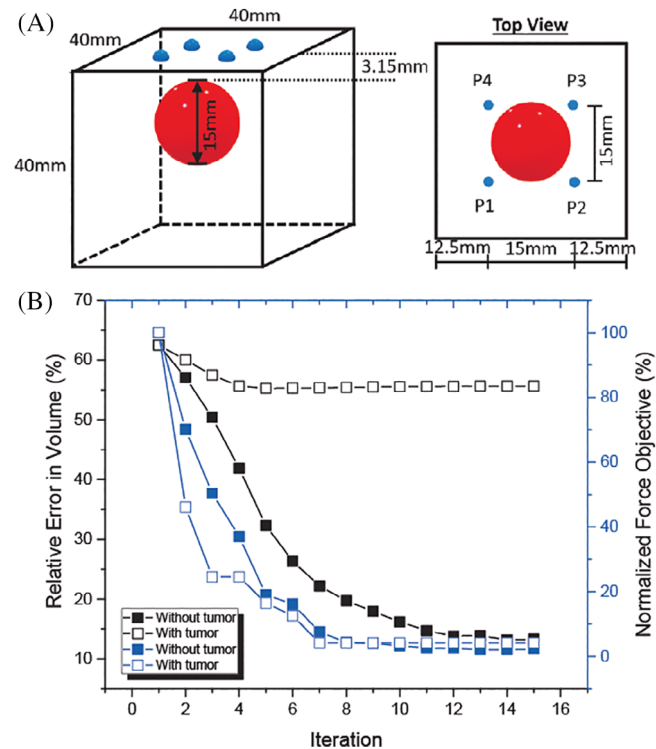 (A)
40mm
40mm
3.15mm
15mm
40mm
Top View
P4
P3
15mm
P1
P2
12.5mm
15mm
12.5mm
(B)
70
60
50
40
30
20
10
Relative Error in Volume (%)
100
80
60
40
20
0
Normalized Force Objective (%)
Without tumor
With tumor
Without tumor
With tumor
0 2 4 6 8 10 12 14 16
Iteration